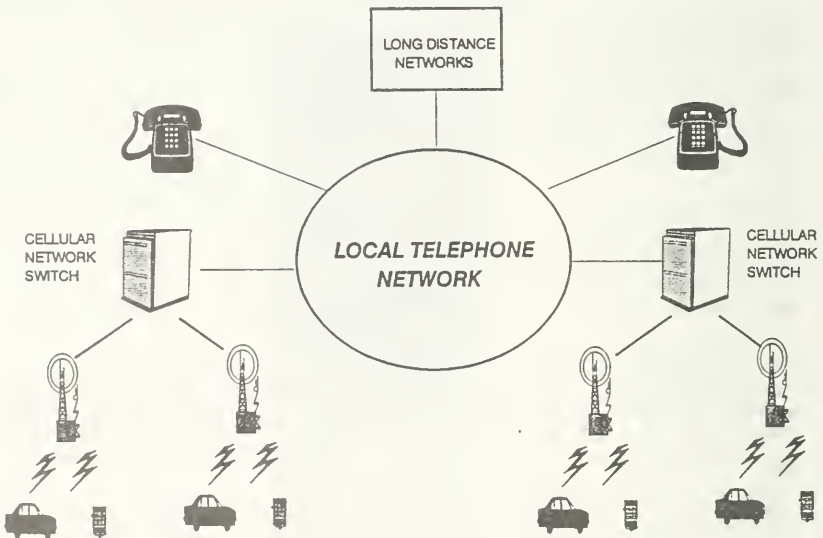 LONG DISTANCE
NETWORKS
CELLULAR
NETWORK
SWITCH
LOCAL TELEPHONE
NETWORK
CELLULAR
NETWORK
SWITCH